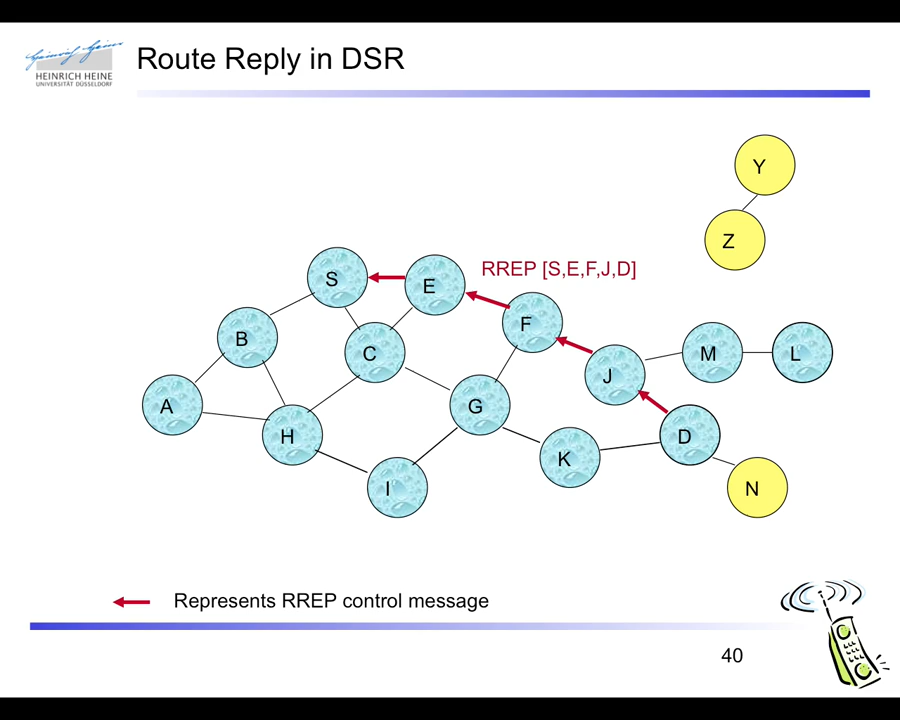 Route Reply in DSR
HEINRICH HEINE
UNIVERSITÄT DÜSSELDORF
Y
Z
RREP [S,E,F,J,D]
S
E
F
B
C
M
L
J
A
G
H
D
K
I
N
Represents RREP control message
40